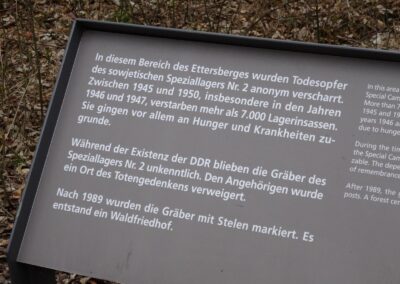 In diesem Bereich des Ettersberges wurden Todesopfer
des sowjetischen Speziallagers Nr. 2 anonym verscharrt.
Zwischen 1945 und 1950, insbesondere in den Jahren
1946 und 1947, verstarben mehr als 7.000 Lagerinsassen.
Sie gingen vor allem an Hunger und Krankheiten zu-
grunde.
Während der Existenz der DDR blieben die Gräber des
Speziallagers Nr. 2 unkenntlich. Den Angehörigen wurde
ein Ort des Totengedenkens verweigert.
Nach 1989 wurden die Gräber mit Stelen markiert. Es
entstand ein Waldfriedhof.
In this area
Special Cam
More than 7
1945 and 19
years 1946 a
due to hunge
During the tim
the Special Cam
zable. The depe
of remembranc
After 1989, the g
posts. A forest cem